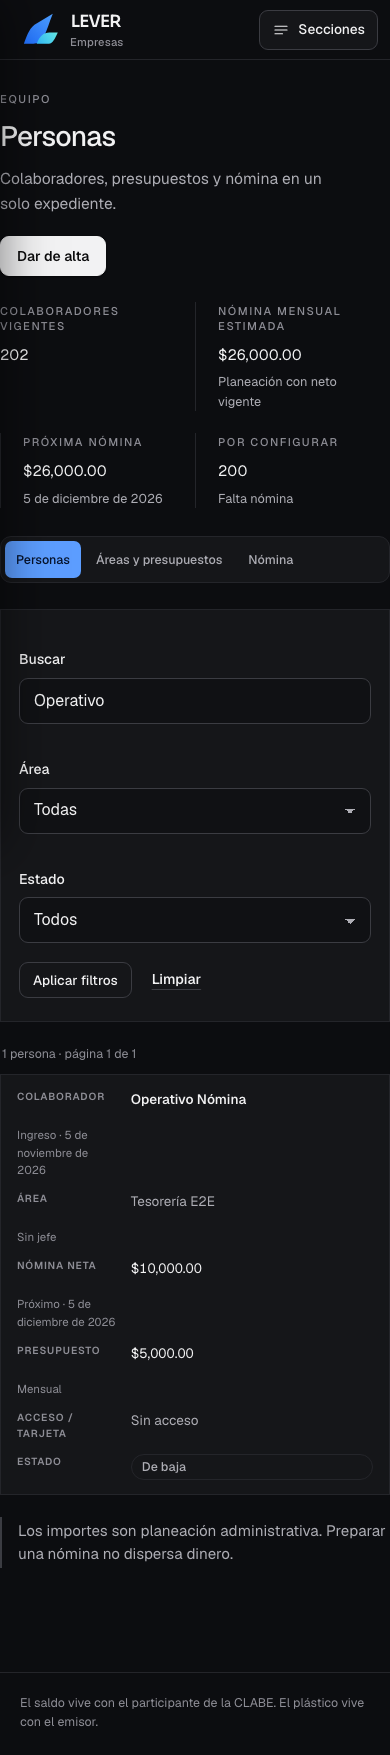 LEVER
Empresas
Secciones
EQUIPO
Personas
Colaboradores, presupuestos y nómina en un
solo expediente.
Dar de alta
COLABORADORES
VIGENTES
202
NÓMINA MENSUAL
ESTIMADA
$26,000.00
Planeación con neto
vigente
PRÓXIMA NÓMINA
$26,000.00
5 de diciembre de 2026
POR CONFIGURAR
200
Falta nómina
Personas
Áreas y presupuestos
Nómina
Buscar
Operativo
Área
Todas
Estado
Todos
Aplicar filtros
Limpiar
1 persona · página 1 de 1
COLABORADOR
Operativo Nómina
Ingreso · 5 de
noviembre de
2026
ÁREA
Tesorería E2E
Sin jefe
NÓMINA NETA
$10,000.00
Próximo · 5 de
diciembre de 2026
PRESUPUESTO
$5,000.00
Mensual
ACCESO /
TARJETA
Sin acceso
ESTADO
De baja
Los importes son planeación administrativa. Preparar
una nómina no dispersa dinero.
El saldo vive con el participante de la CLABE. El plástico vive
con el emisor.